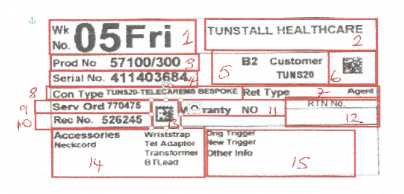 Wk No. 05Fri 1
TUNSTALL HEALTHCARE
2
Prod No 57100/300 3
Serial No. 411403684 4
5 B2 Customer
TUNS20 6
8 Con Type TUNS20-TELECAREMS BESPOKE Ret Type 7 Agent
9 Serv Ord 770475 NO 11 RTN No.
10 Rec No. 526245 13 12
Accessories
Neckcord
Wriststrap
Tel Adaptor
Transformer
BTLead
14
Orig Trigger
New Trigger
Other Info
15